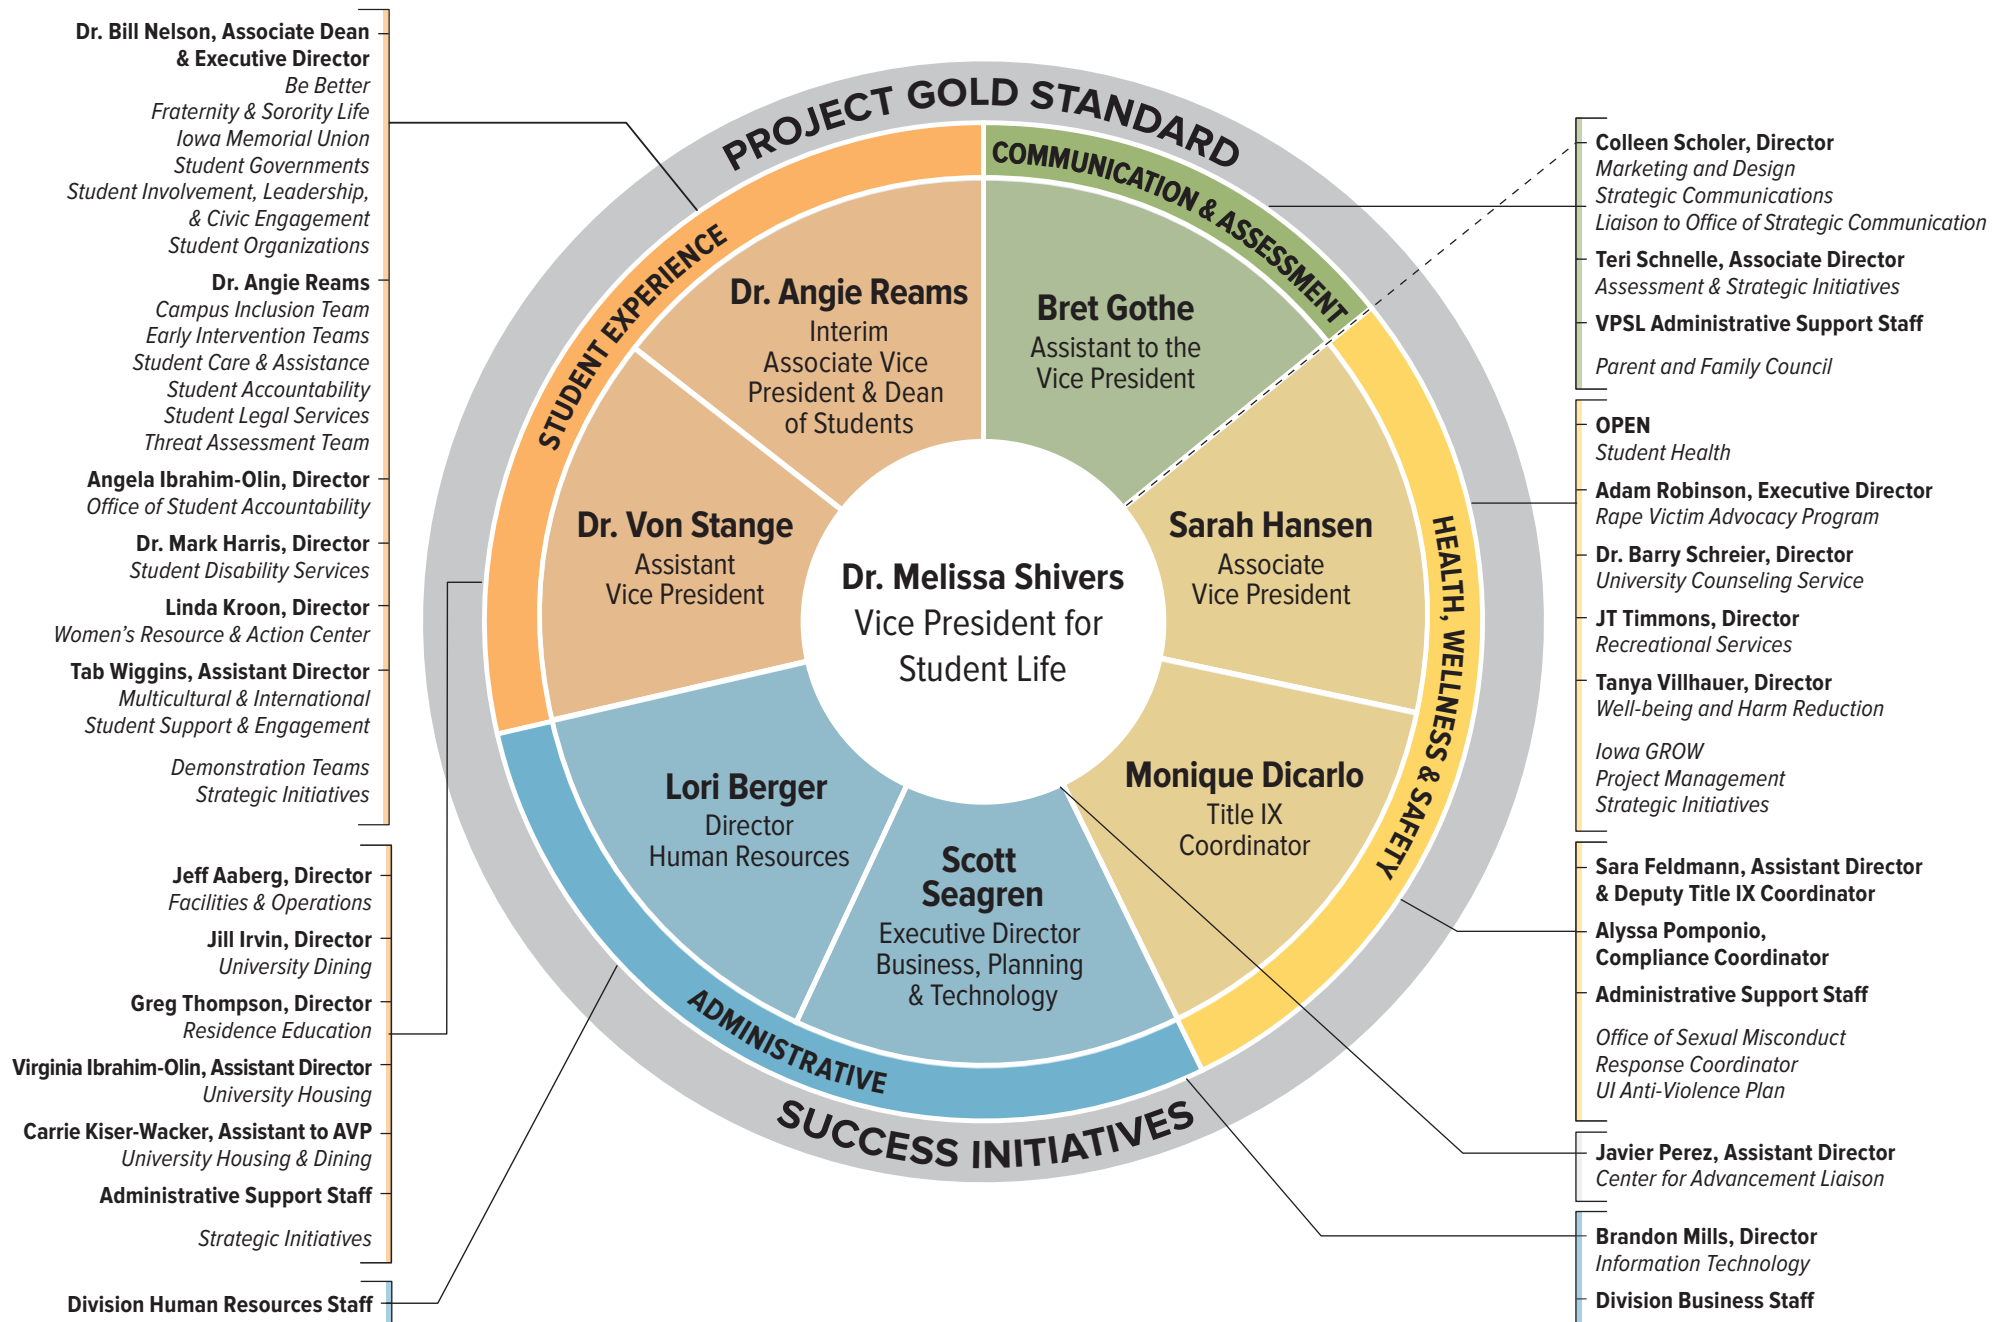 Dr. Bill Nelson, Associate Dean
& Executive Director
Be Better
Fraternity & Sorority Life
Iowa Memorial Union
Student Governments
Student Involvement, Leadership,
& Civic Engagement
Student Organizations
Dr. Angie Reams
Campus Inclusion Team
Early Intervention Teams
Student Care & Assistance
Student Accountability
Student Legal Services
Threat Assessment Team
Angela Ibrahim-Olin, Director
Office of Student Accountability
Dr. Mark Harris, Director
Student Disability Services
Linda Kroon, Director
Women's Resource & Action Center
Tab Wiggins, Assistant Director
Multicultural & International
Student Support & Engagement
Demonstration Teams
Strategic Initiatives
Jeff Aaberg, Director
Facilities & Operations
Jill Irvin, Director
University Dining
Greg Thompson, Director
Residence Education
Virginia Ibrahim-Olin, Assistant Director
University Housing
Carrie Kiser-Wacker, Assistant to AVP
University Housing & Dining
Administrative Support Staff
Strategic Initiatives
Division Human Resources Staff
PROJECT GOLD STANDARD
STUDENT EXPERIENCE
COMMUNICATION & ASSESSMENT
HEALTH, WELLNESS & SAFETY
ADMINISTRATIVE
SUCCESS INITIATIVES
Dr. Angie Reams
Interim
Associate Vice
President & Dean
of Students
Bret Gothe
Assistant to the
Vice President
Dr. Von Stange
Assistant
Vice President
Dr. Melissa Shivers
Vice President for
Student Life
Sarah Hansen
Associate
Vice President
Lori Berger
Director
Human Resources
Scott
Seagren
Executive Director
Business, Planning
& Technology
Monique Dicarlo
Title IX
Coordinator
Colleen Scholer, Director
Marketing and Design
Strategic Communications
Liaison to Office of Strategic Communication
Teri Schnelle, Associate Director
Assessment & Strategic Initiatives
VPSL Administrative Support Staff
Parent and Family Council
OPEN
Student Health
Adam Robinson, Executive Director
Rape Victim Advocacy Program
Dr. Barry Schreier, Director
University Counseling Service
JT Timmons, Director
Recreational Services
Tanya Villhauer, Director
Well-being and Harm Reduction
Iowa GROW
Project Management
Strategic Initiatives
Sara Feldmann, Assistant Director
& Deputy Title IX Coordinator
Alyssa Pomponio,
Compliance Coordinator
Administrative Support Staff
Office of Sexual Misconduct
Response Coordinator
UI Anti-Violence Plan
Javier Perez, Assistant Director
Center for Advancement Liaison
Brandon Mills, Director
Information Technology
Division Business Staff